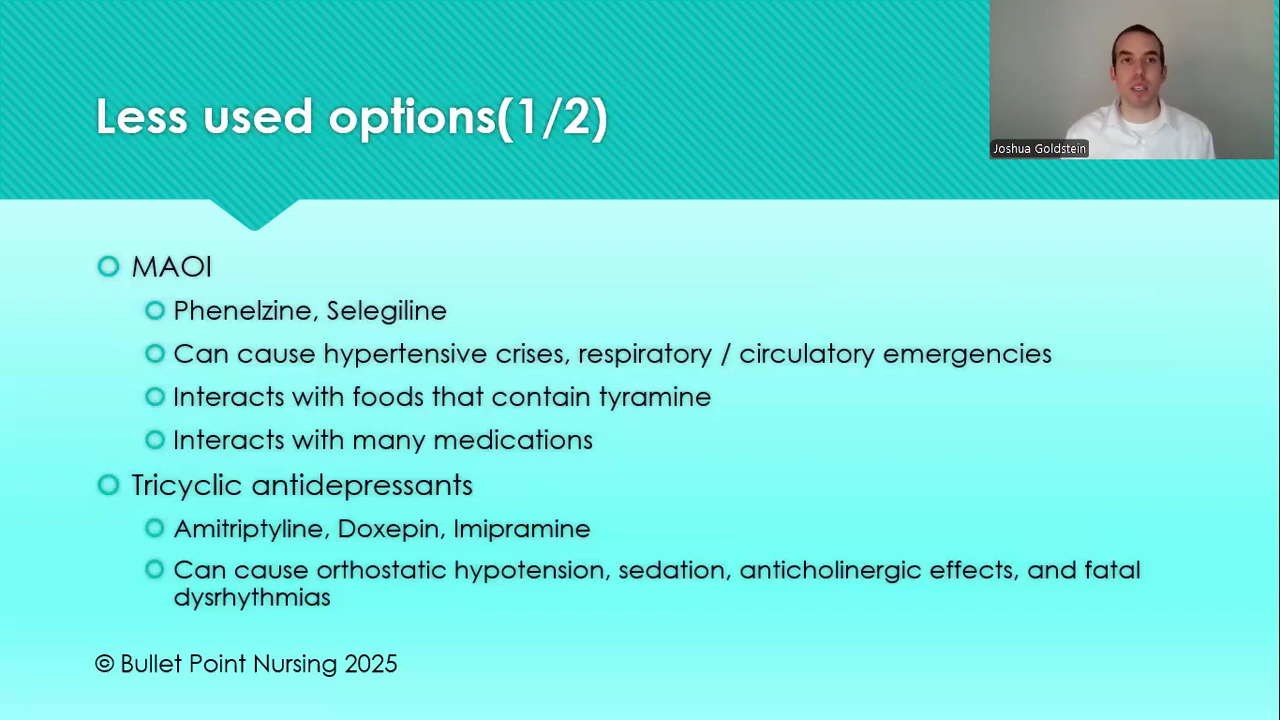 Less used options(1/2)
Joshua Goldstein
MAOI
Phenelzine, Selegiline
Can cause hypertensive crises, respiratory / circulatory emergencies
Interacts with foods that contain tyramine
Interacts with many medications
Tricyclic antidepressants
Amitriptyline, Doxepin, Imipramine
Can cause orthostatic hypotension, sedation, anticholinergic effects, and fatal
dysrhythmias
© Bullet Point Nursing 2025